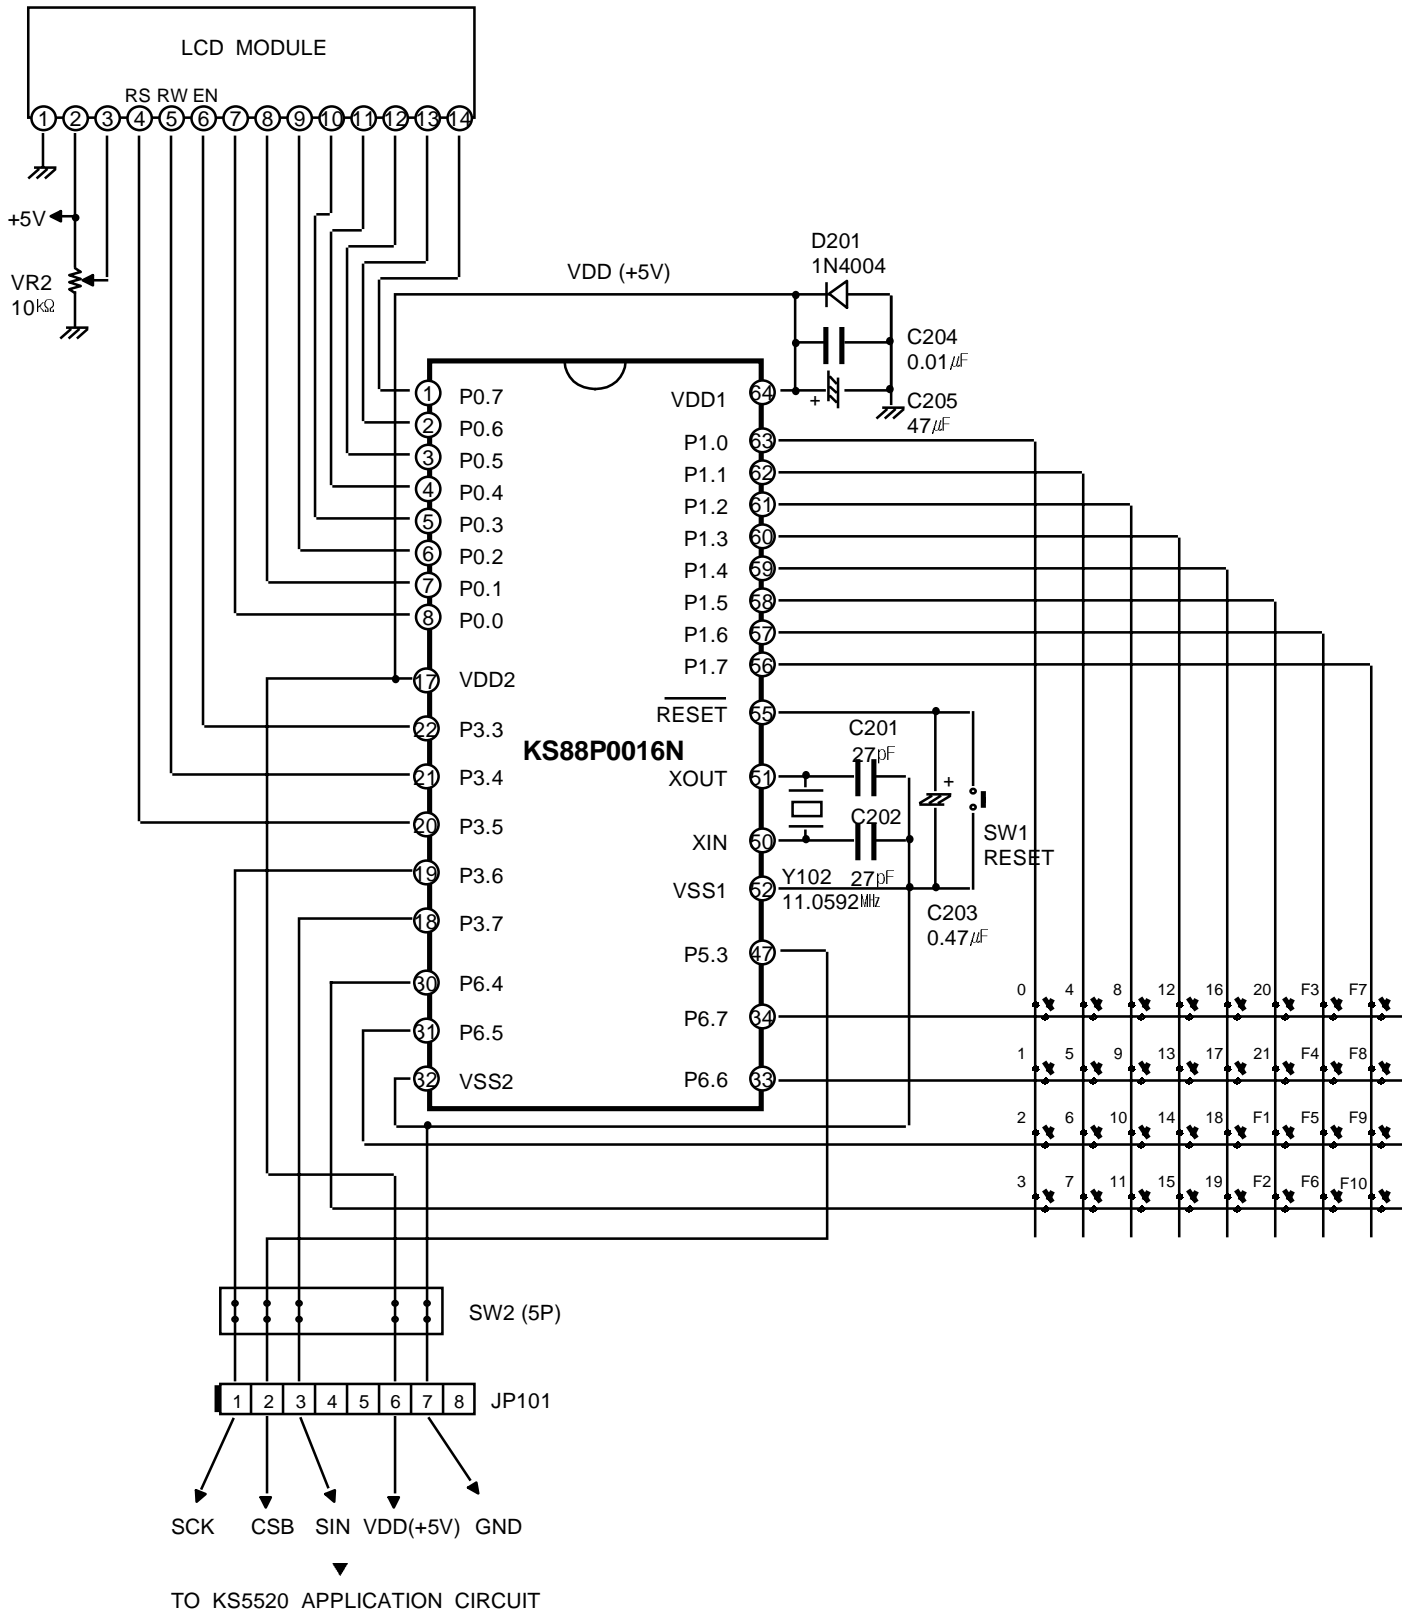 LCD MODULE
RS RW EN
1 2 3 4 5 6 7 8 9 10 11 12 13 14
+5V
VR2
10kΩ
VDD (+5V)
D201
1N4004
C204
0.01μF
+
C205
47μF
1 P0.7
2 P0.6
3 P0.5
4 P0.4
5 P0.3
6 P0.2
7 P0.1
8 P0.0
17 VDD2
22 P3.3
21 P3.4
20 P3.5
19 P3.6
18 P3.7
30 P6.4
31 P6.5
32 VSS2
KS88P0016N
VDD1 64
P1.0 63
P1.1 62
P1.2 61
P1.3 60
P1.4 59
P1.5 58
P1.6 57
P1.7 56
RESET 55
XOUT 51
XIN 50
VSS1 52
P5.3 47
P6.7 34
P6.6 33
C201
27pF
C202
27pF
Y102
11.0592MHz
+
SW1
RESET
C203
0.47μF
0 4 8 12 16 20 F3 F7
1 5 9 13 17 21 F4 F8
2 6 10 14 18 F1 F5 F9
3 7 11 15 19 F2 F6 F10
SW2 (5P)
1 2 3 4 5 6 7 8 JP101
SCK CSB SIN VDD(+5V) GND
TO KS5520 APPLICATION CIRCUIT